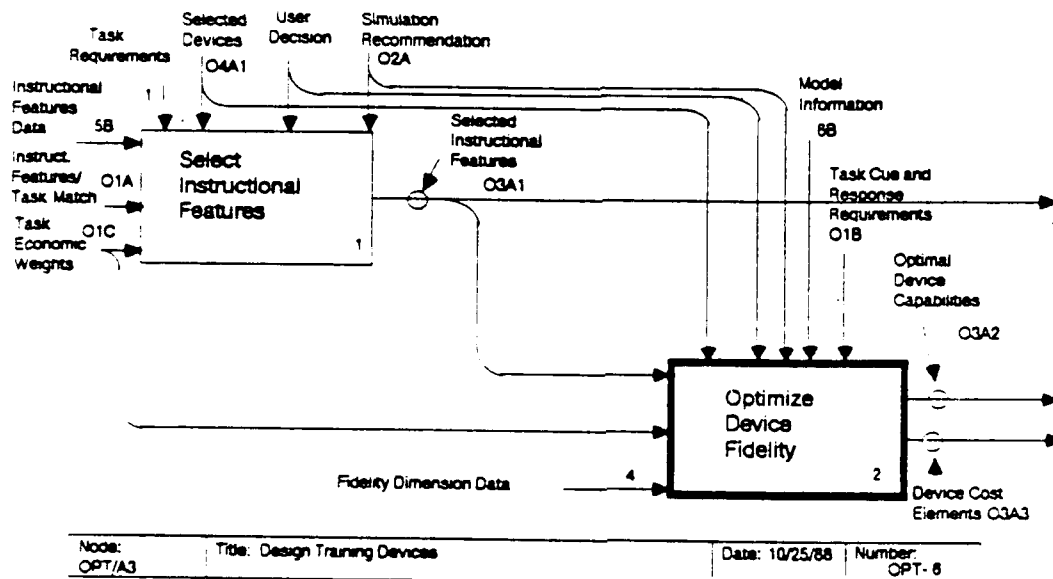 Task
Requirements
1
Selected
Devices
O4A1
User
Decision
Simulation
Recommendation
O2A
Instructional
Features
Data
5B
Instruct.
Features/
Task Match
O1A
Task
Economic
Weights
O1C
Select
Instructional
Features
1
Selected
Instructional
Features
O3A1
Model
Information
6B
Task Cue and
Response
Requirements
O1B
Optimal
Device
Capabilities
O3A2
Optimize
Device
Fidelity
2
Fidelity Dimension Data
4
Device Cost
Elements O3A3
Node:
OPT/A3
Title: Design Training Devices
Date: 10/25/88
Number:
OPT- 6